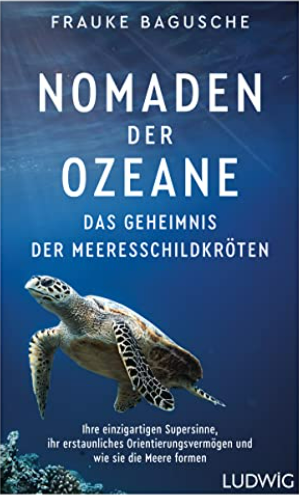 FRAUKE BAGUSCHE
NOMADEN
DER
OZEANE
DAS GEHEIMNIS
DER MEERESSCHILDKRÖTEN
Ihre einzigartigen Supersinne,
ihr erstaunliches Orientierungsvermögen und
wie sie die Meere formen
LUDWiG